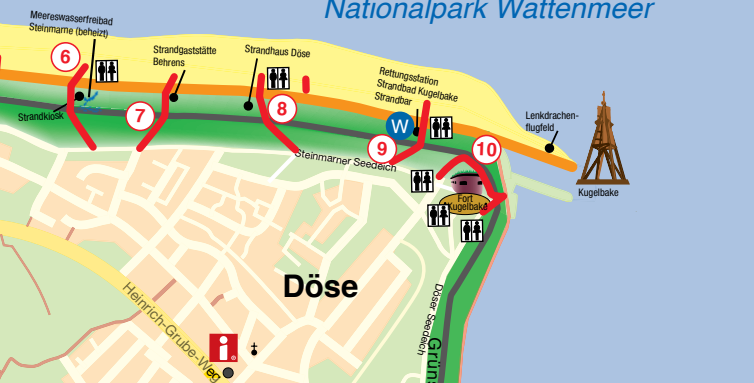 Nationalpark Wattenmeer
Meereswasserfreibad
Steinmarne (beheizt)
6
Strandgaststätte
Behrens
Strandhaus Döse
Rettungsstation
Strandbad Kugelbake
Strandbar
Lenkdrachen-
flugfeld
Strandkiosk
7
8
W
9
10
Steinmarner Seedeich
Kugelbake
Fort
Kugelbake
Döse
Heinrich-Grube-Weg
Döser Seedeich
Grün
i